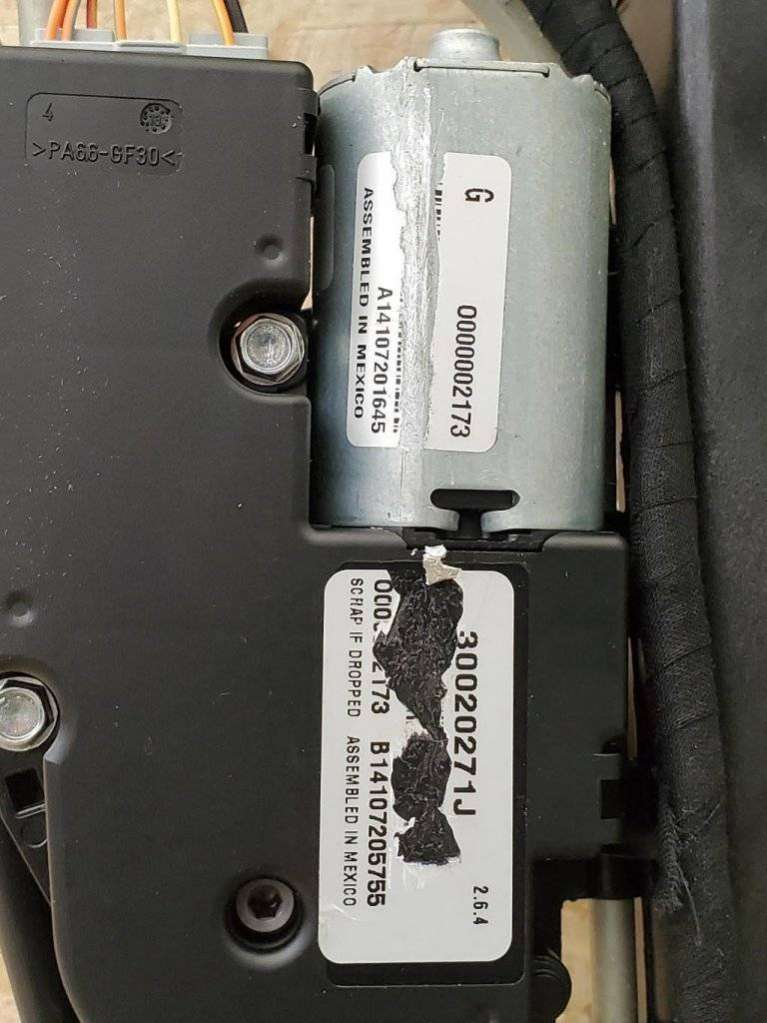 4
>PA66-GF30<
G
0000002173
A14107201645
ASSEMBLED IN MEXICO
30020271J
2.6.4
B14107205755
SCRAP IF DROPPED ASSEMBLED IN MEXICO